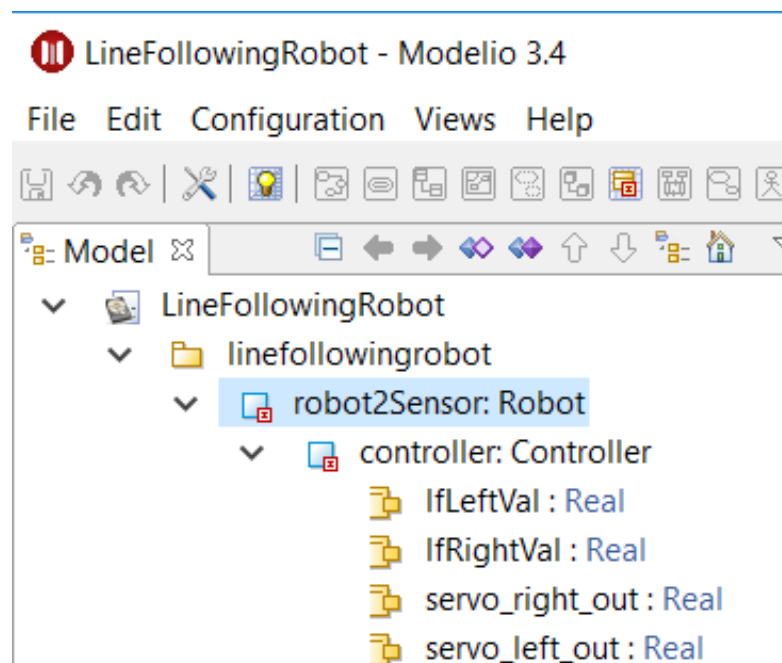 LineFollowingRobot - Modelio 3.4
File Edit Configuration Views Help
Model
LineFollowingRobot
linefollowingrobot
robot2Sensor: Robot
controller: Controller
lfLeftVal : Real
lfRightVal : Real
servo_right_out : Real
servo_left_out : Real